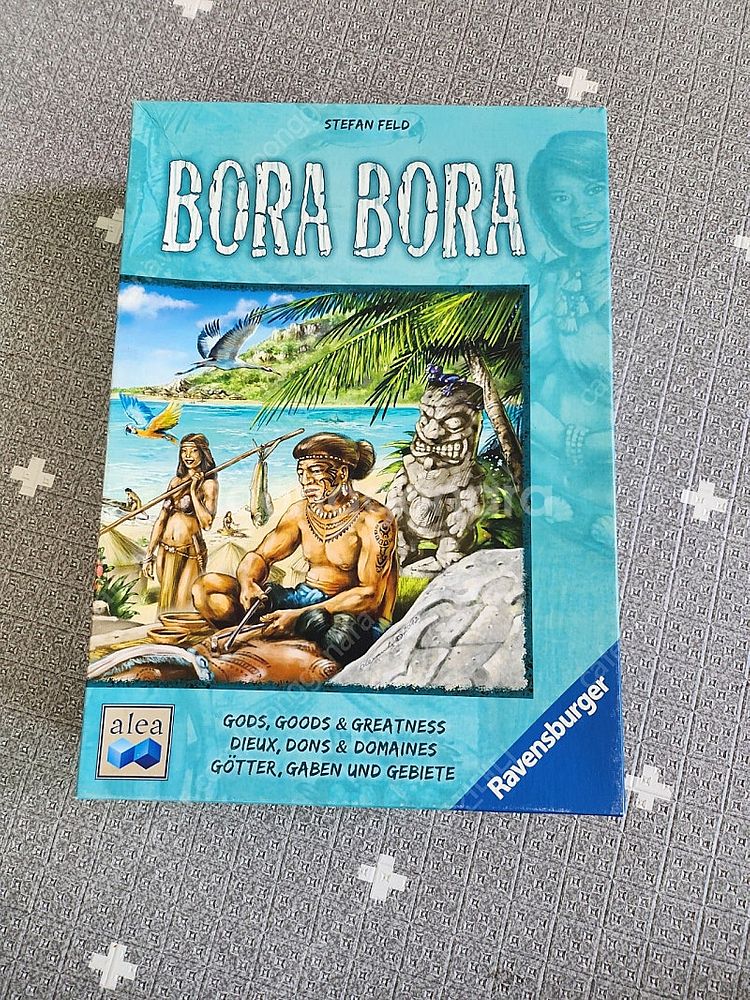 STEFAN FELD
BORA BORA
alea
GODS, GOODS & GREATNESS
DIEUX, DONS & DOMAINES
GÖTTER, GABEN UND GEBIETE
Ravensburger